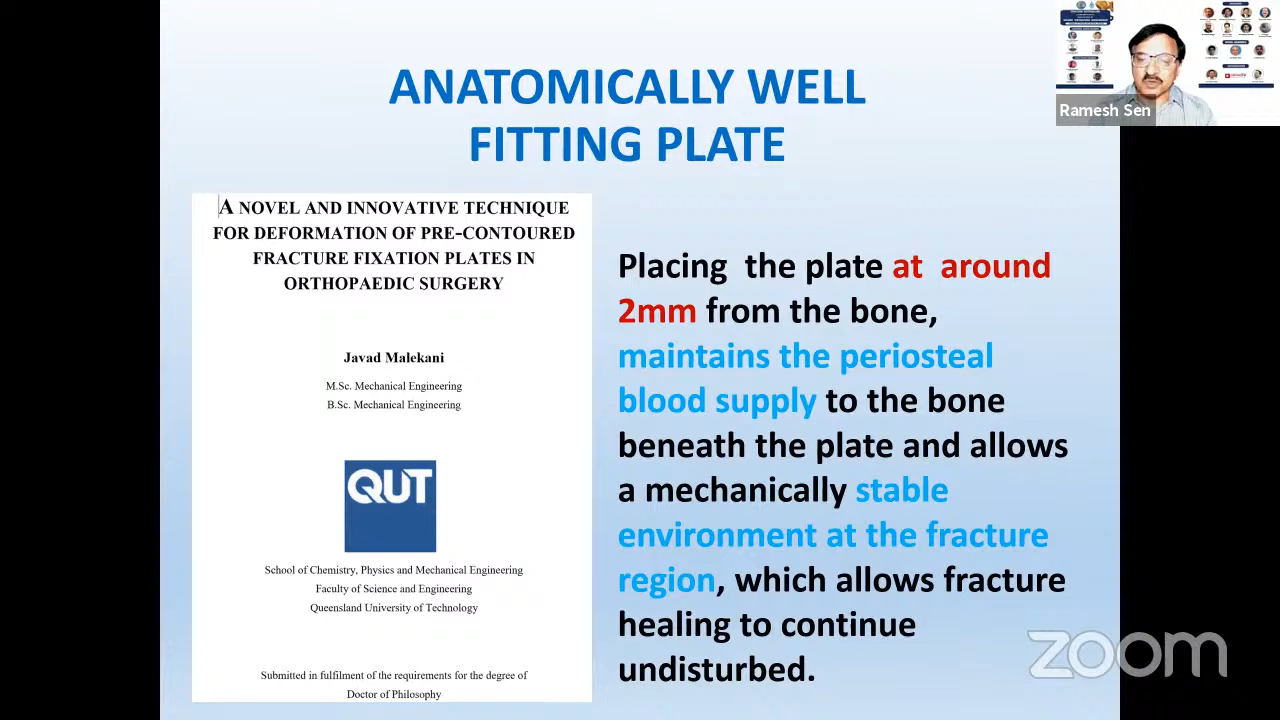 ANATOMICALLY WELL
FITTING PLATE
Ramesh Sen
A NOVEL AND INNOVATIVE TECHNIQUE
FOR DEFORMATION OF PRE-CONTOURED
FRACTURE FIXATION PLATES IN
ORTHOPAEDIC SURGERY
Javad Malekani
M.Sc. Mechanical Engineering
B.Sc. Mechanical Engineering
QUT
School of Chemistry, Physics and Mechanical Engineering
Faculty of Science and Engineering
Queensland University of Technology
Submitted in fulfilment of the requirements for the degree of
Doctor of Philosophy
Placing the plate at around
2mm from the bone,
maintains the periosteal
blood supply to the bone
beneath the plate and allows
a mechanically stable
environment at the fracture
region, which allows fracture
healing to continue
undisturbed.
zoom